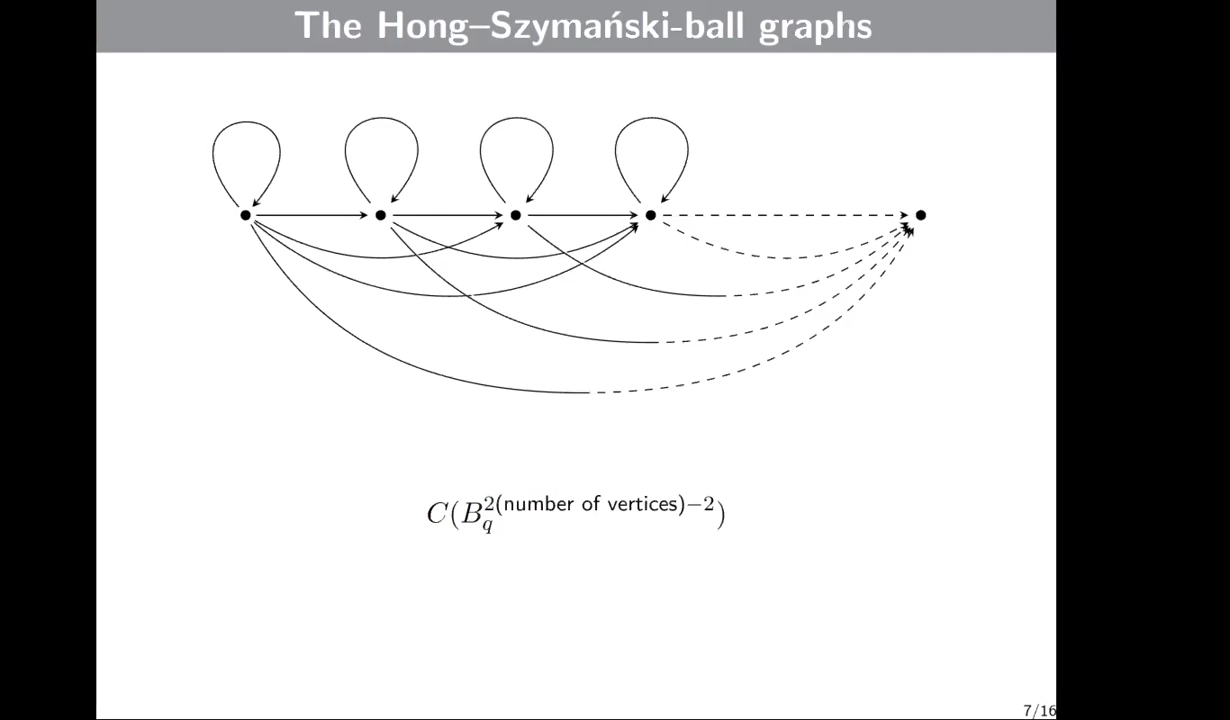 The Hong–Szymański-ball graphs
C(B_q^{2(number of vertices)−2})
7/16